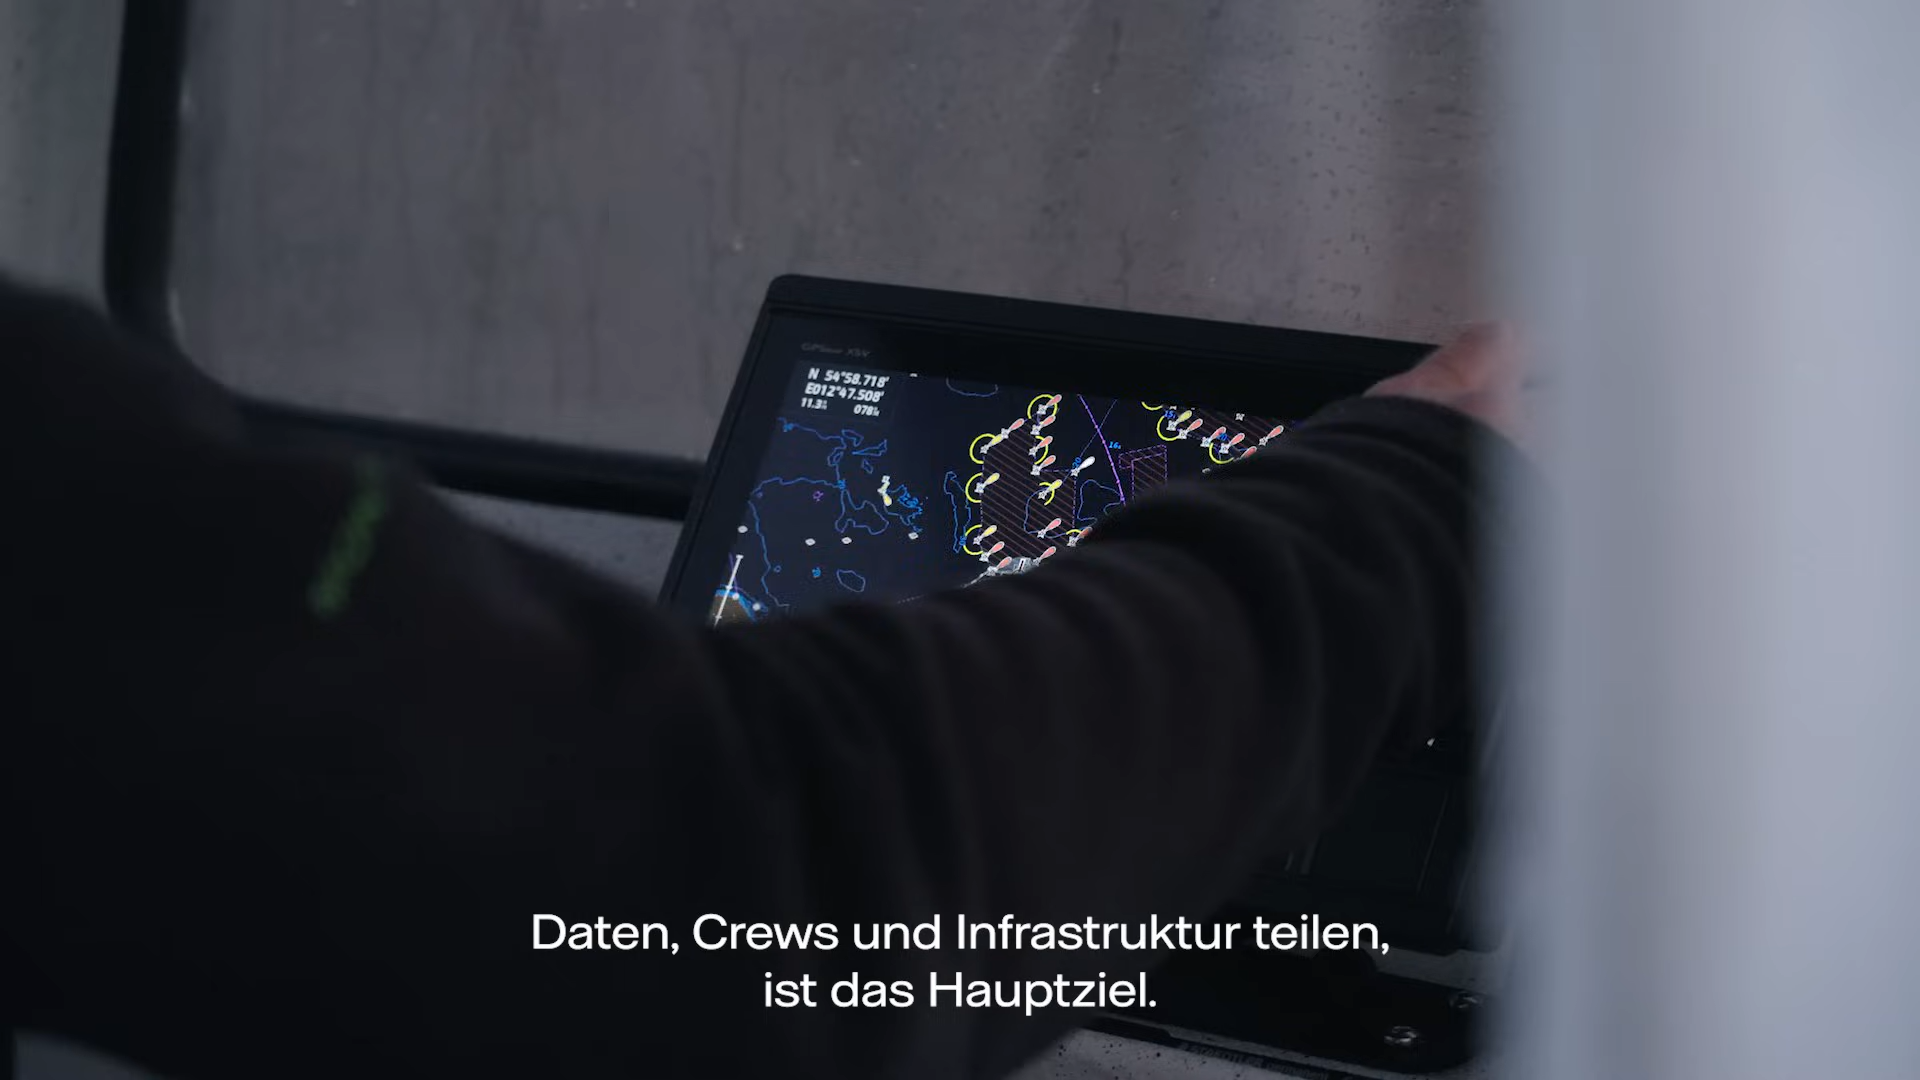 N 54°58.718'
E012°47.508'
11.3
078
Daten, Crews und Infrastruktur teilen,
ist das Hauptziel.